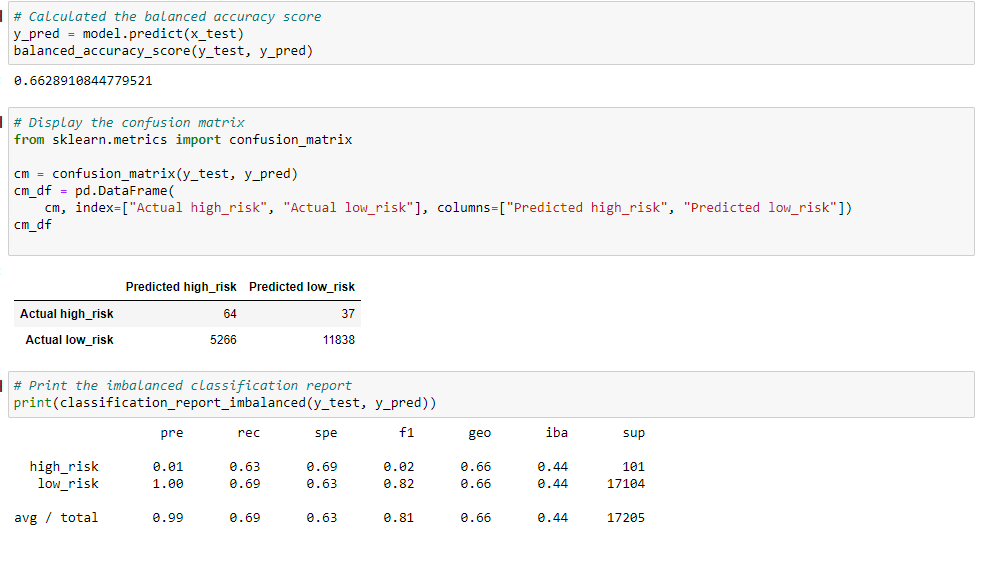 # Calculated the balanced accuracy score
y_pred = model.predict(x_test)
balanced_accuracy_score(y_test, y_pred)
0.6628910844779521
# Display the confusion matrix
from sklearn.metrics import confusion_matrix
cm = confusion_matrix(y_test, y_pred)
cm_df = pd.DataFrame(
    cm, index=["Actual high_risk", "Actual low_risk"], columns=["Predicted high_risk", "Predicted low_risk"])
cm_df
Predicted high_risk Predicted low_risk
Actual high_risk 64 37
Actual low_risk 5266 11838
# Print the imbalanced classification report
print(classification_report_imbalanced(y_test, y_pred))
pre rec spe f1 geo iba sup
high_risk 0.01 0.63 0.69 0.02 0.66 0.44 101
low_risk 1.00 0.69 0.63 0.82 0.66 0.44 17104
avg / total 0.99 0.69 0.63 0.81 0.66 0.44 17205